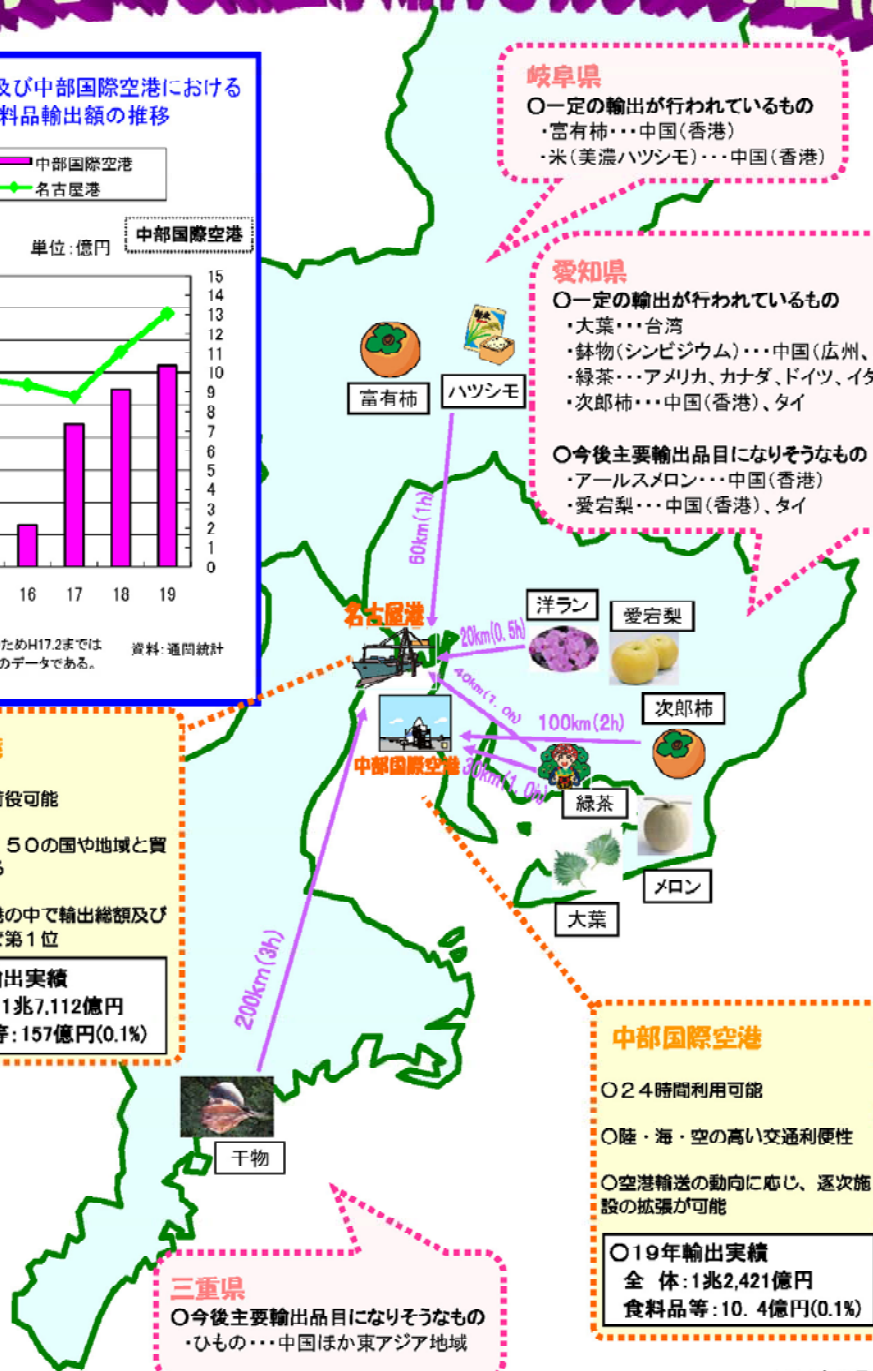 及び中部国際空港における
料品輸出額の推移
中部国際空港
名古屋港
単位:億円
中部国際空港
15
14
13
12
11
10
9
8
7
6
5
4
3
2
1
0
16 17 18 19
ためH17.2までは
のデータである。
資料:通関統計
岐阜県
○一定の輸出が行われているもの
・富有柿・・・中国(香港)
・米(美濃ハツシモ)・・・中国(香港)
愛知県
○一定の輸出が行われているもの
・大葉・・・台湾
・鉢物(シンビジウム)・・・中国(広州、
・緑茶・・・アメリカ、カナダ、ドイツ、イタ
・次郎柿・・・中国(香港)、タイ
○今後主要輸出品目になりそうなもの
・アールスメロン・・・中国(香港)
・愛宕梨・・・中国(香港)、タイ
新米
富有柿
ハツシモ
60km(1h)
名古屋港
20km(0.5h)
洋ラン
愛宕梨
40km(1.0h)
100km(2h)
次郎柿
中部国際空港
30km(1.0h)
緑茶
メロン
大葉
200km(3h)
干物
荷役可能
50の国や地域と貿
る
港の中で輸出総額及び
で第1位
出実績
1兆7,112億円
等:157億円(0.1%)
中部国際空港
○24時間利用可能
○陸・海・空の高い交通利便性
○空港輸送の動向に応じ、逐次施
設の拡張が可能
○19年輸出実績
全 体:1兆2,421億円
食料品等:10.4億円(0.1%)
三重県
○今後主要輸出品目になりそうなもの
・ひもの・・・中国ほか東アジア地域